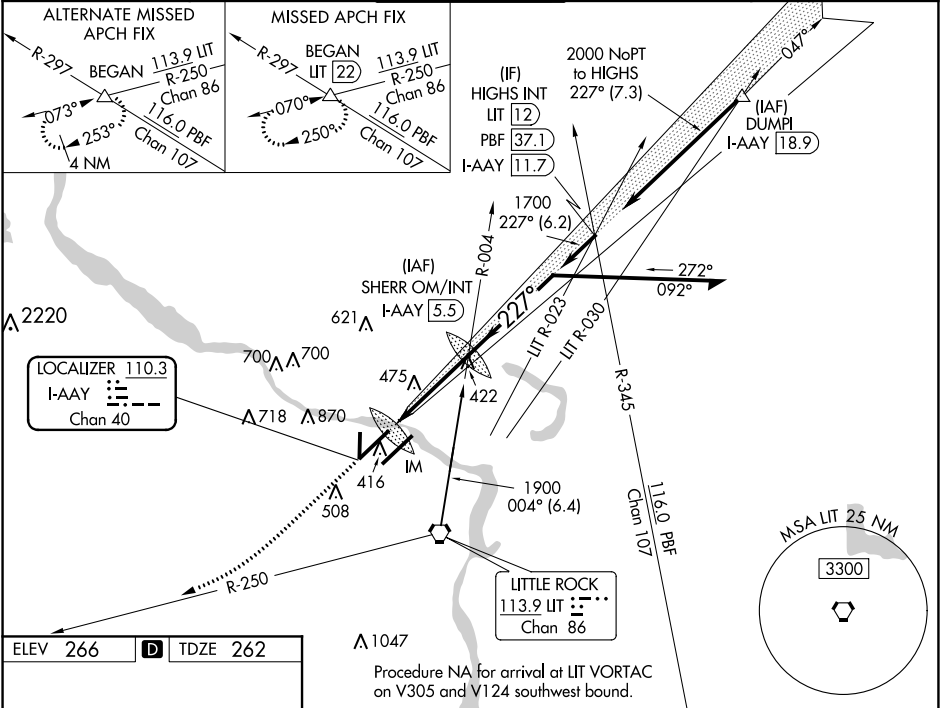 ALTERNATE MISSED
APCH FIX
R-297
BEGAN
113.9 LIT
R-250
Chan 86
073°
253°
116.0 PBF
Chan 107
4 NM
MISSED APCH FIX
R-297
BEGAN
LIT 22
113.9 LIT
R-250
Chan 86
070°
250°
116.0 PBF
Chan 107
2000 NoPT
to HIGHS
227° (7.3)
047°
(IF)
HIGHS INT
LIT 12
PBF 37.1
I-AAY 11.7
(IAF)
DUMPI
I-AAY 18.9
1700
227° (6.2)
R-004
(IAF)
SHERR OM/INT
I-AAY 5.5
227°
272°
092°
LIT R-023
LIT R-030
2220
621
700
700
475
422
R-345
LOCALIZER 110.3
I-AAY
Chan 40
718
870
416
IM
508
1900
004° (6.4)
116.0 PBF
Chan 107
MSA LIT 25 NM
3300
R-250
LITTLE ROCK
113.9 LIT
Chan 86
ELEV 266
D
TDZE 262
1047
Procedure NA for arrival at LIT VORTAC
on V305 and V124 southwest bound.